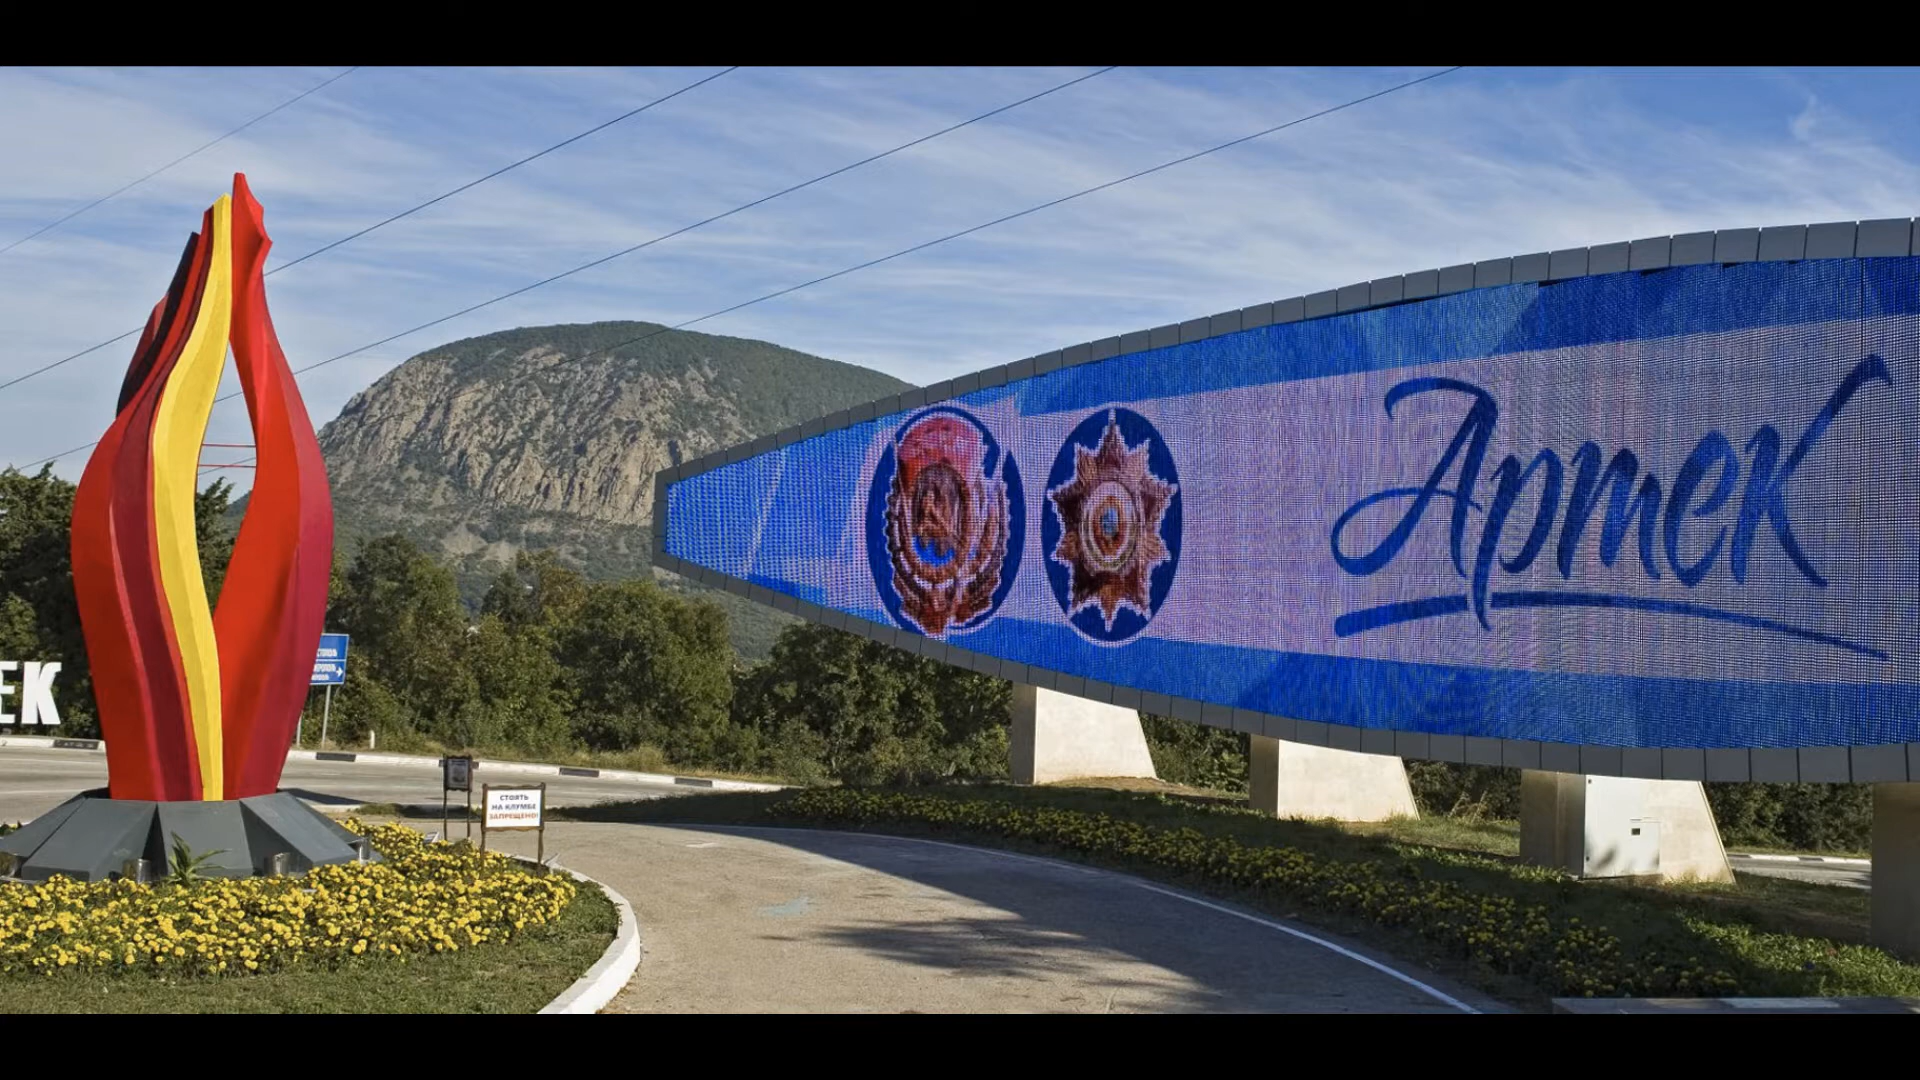 Артек
ЕК
СТОЯТЬ
НА КЛУМБЕ
ЗАПРЕЩЕНО!